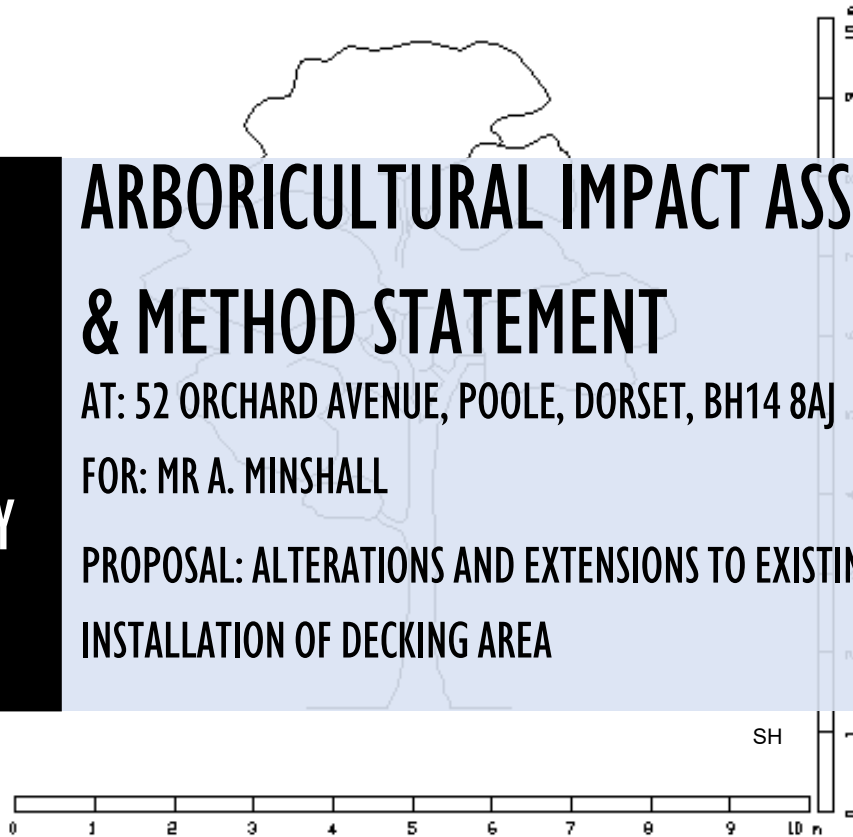 ARBORICULTURAL IMPACT ASS
& METHOD STATEMENT
AT: 52 ORCHARD AVENUE, POOLE, DORSET, BH14 8AJ
FOR: MR A. MINSHALL
Y
PROPOSAL: ALTERATIONS AND EXTENSIONS TO EXISTIN
INSTALLATION OF DECKING AREA
SH
0 1 2 3 4 5 6 7 8 9 10 m